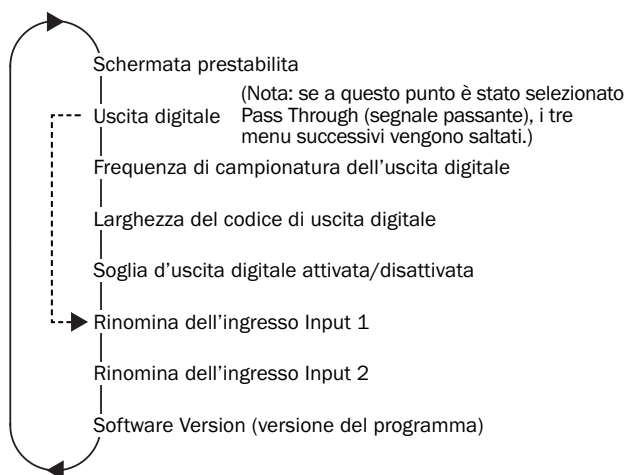 Schermata prestabilita
Uscita digitale
(Nota: se a questo punto è stato selezionato
Pass Through (segnale passante), i tre
menu successivi vengono saltati.)
Frequenza di campionatura dell'uscita digitale
Larghezza del codice di uscita digitale
Soglia d'uscita digitale attivata/disattivata
Rinomina dell'ingresso Input 1
Rinomina dell'ingresso Input 2
Software Version (versione del programma)